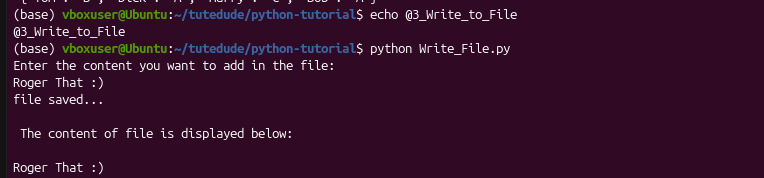 (base) vboxuser@Ubuntu:~/tutedude/python-tutorial$ echo @3_Write_to_File
@3_Write_to_File
(base) vboxuser@Ubuntu:~/tutedude/python-tutorial$ python Write_File.py
Enter the content you want to add in the file:
Roger That :)
file saved...
The content of file is displayed below:
Roger That :)